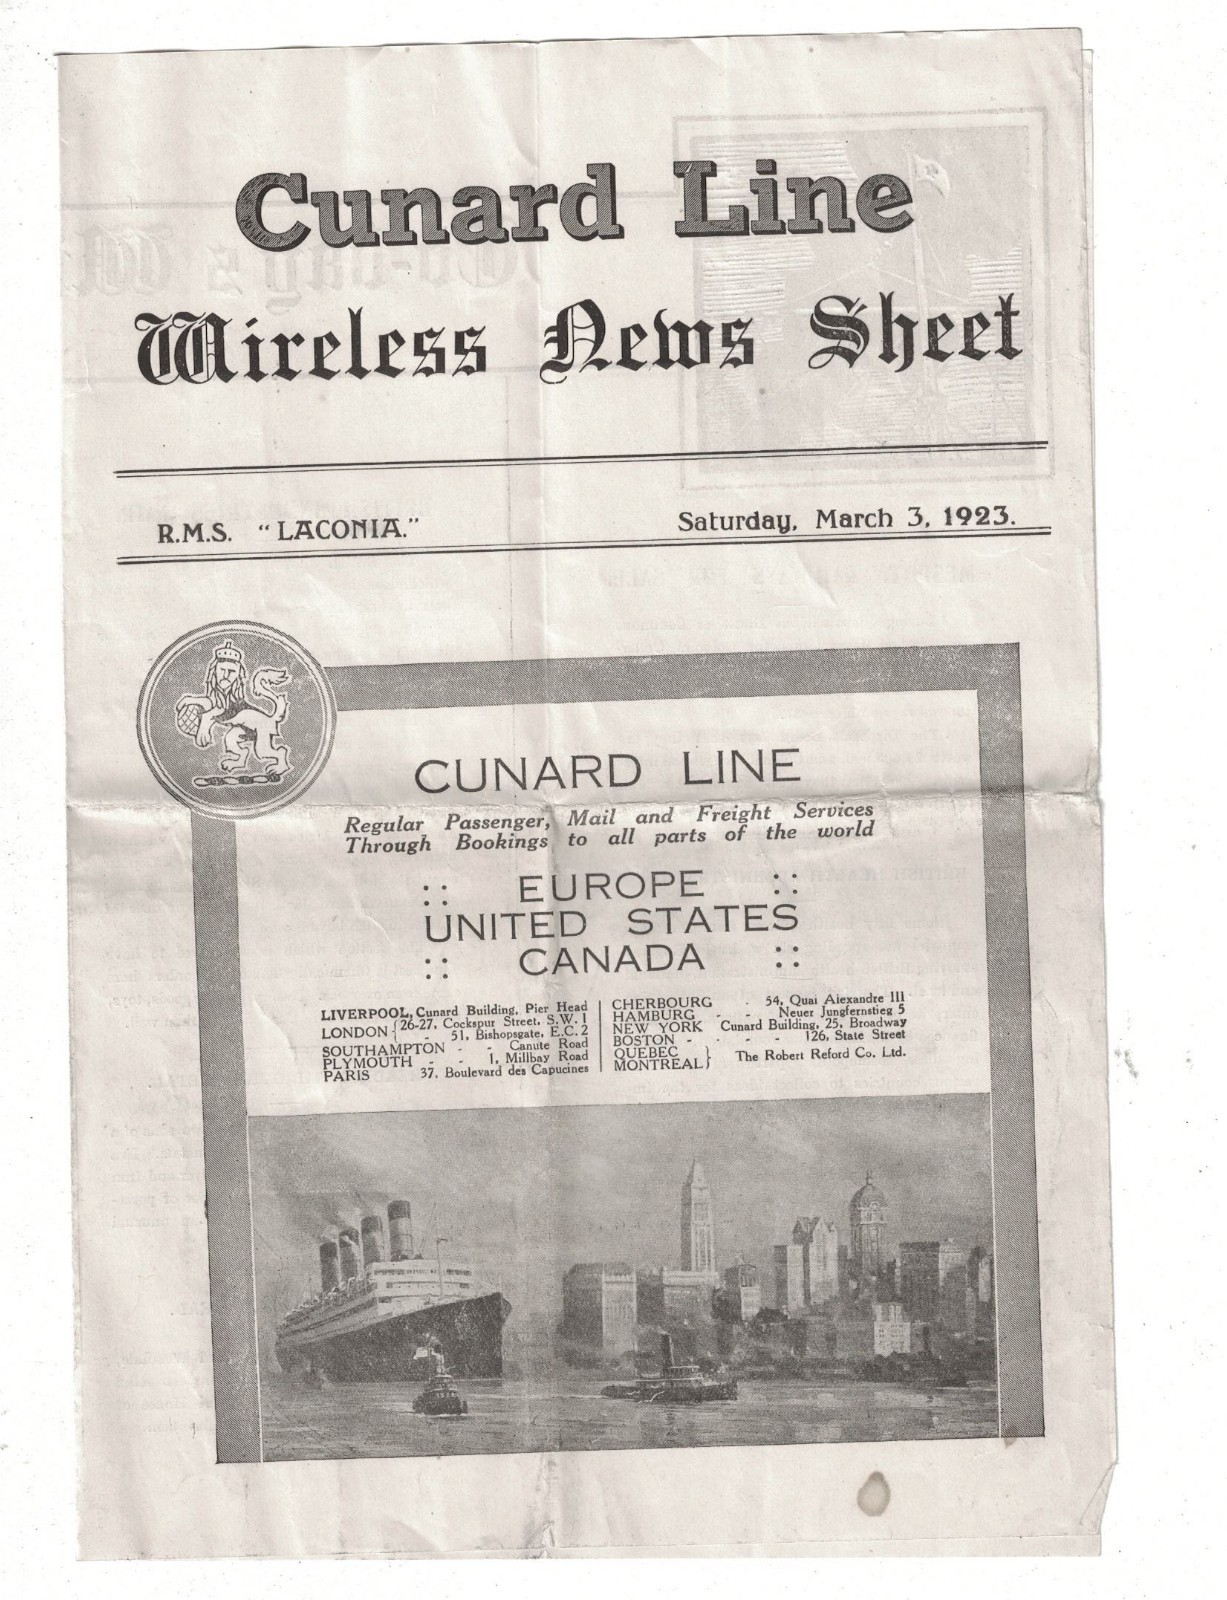 Cunard Line
Wireless News Sheet
R.M.S. "LACONIA."
Saturday, March 3, 1923.
CUNARD LINE
Regular Passenger, Mail and Freight Services
Through Bookings to all parts of the world
:: EUROPE ::
UNITED STATES
:: CANADA ::
LIVERPOOL, Cunard Building, Pier Head
LONDON { 26-27, Cockspur Street, S.W.1
- 51, Bishopsgate, E.C.2
SOUTHAMPTON - - Canute Road
PLYMOUTH - - 1, Millbay Road
PARIS 37, Boulevard des Capucines
CHERBOURG - 54, Quai Alexandre III
HAMBURG - - Neuer Jungfernstieg 5
NEW YORK Cunard Building, 25, Broadway
BOSTON - - - - 126, State Street
QUEBEC }
MONTREAL } The Robert Reford Co. Ltd.